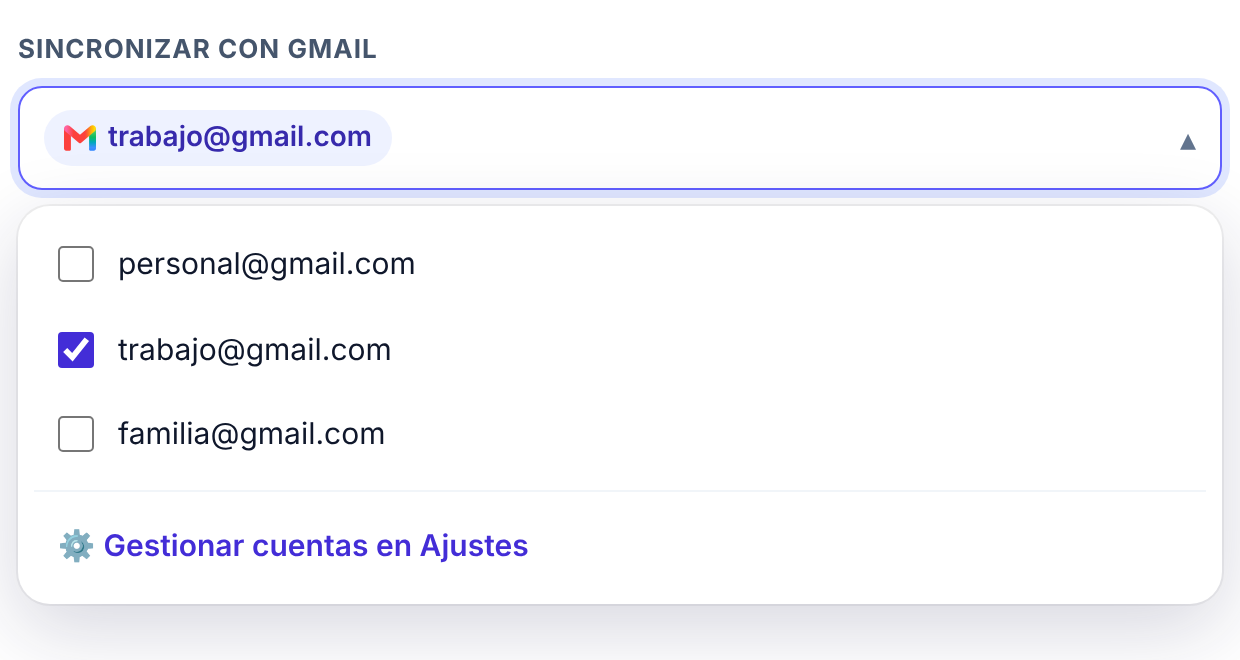 SINCRONIZAR CON GMAIL
trabajo@gmail.com
personal@gmail.com
trabajo@gmail.com
familia@gmail.com
⚙️ Gestionar cuentas en Ajustes